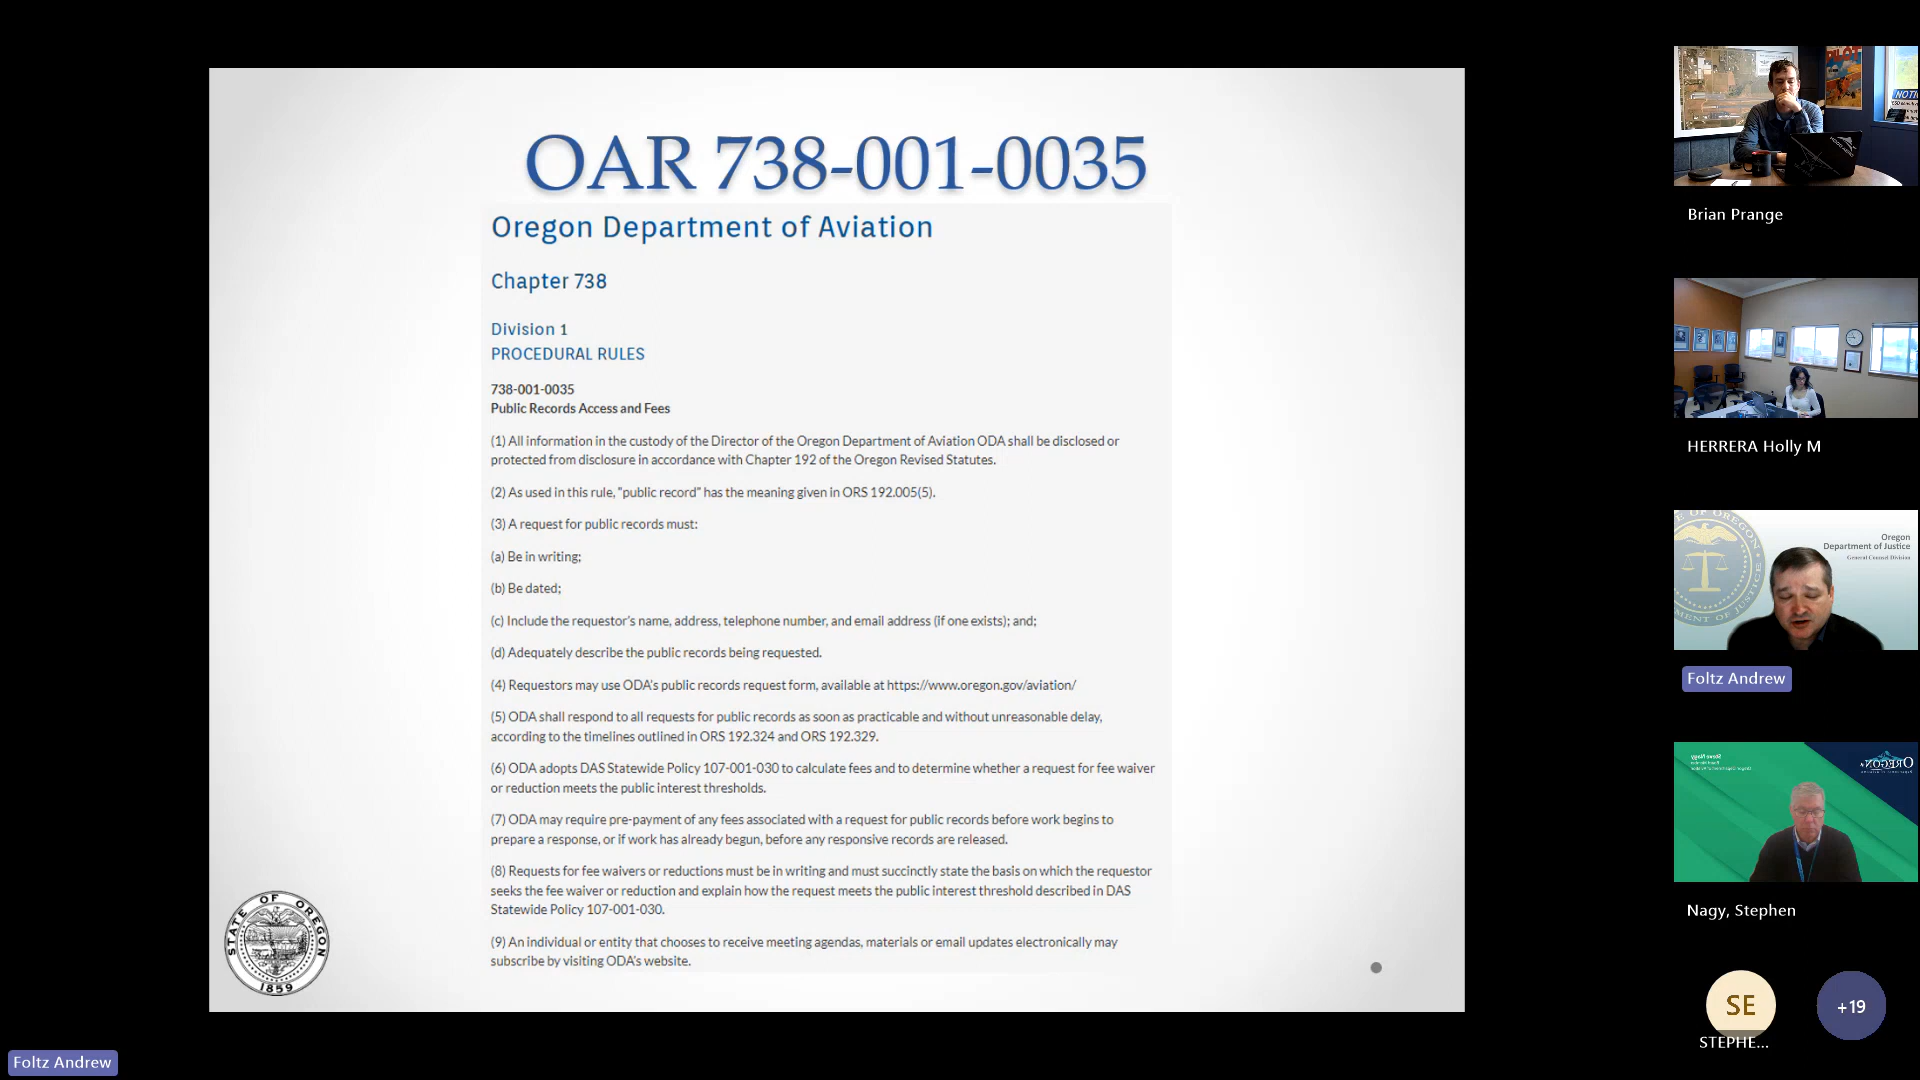 OAR 738-001-0035
Oregon Department of Aviation
Chapter 738
Division 1
PROCEDURAL RULES
738-001-0035
Public Records Access and Fees
(1) All information in the custody of the Director of the Oregon Department of Aviation ODA shall be disclosed or
protected from disclosure in accordance with Chapter 192 of the Oregon Revised Statutes.
(2) As used in this rule, "public record" has the meaning given in ORS 192.005(5).
(3) A request for public records must:
(a) Be in writing;
(b) Be dated;
(c) Include the requestor's name, address, telephone number, and email address (if one exists); and;
(d) Adequately describe the public records being requested.
(4) Requestors may use ODA's public records request form, available at https://www.oregon.gov/aviation/
(5) ODA shall respond to all requests for public records as soon as practicable and without unreasonable delay,
according to the timelines outlined in ORS 192.324 and ORS 192.329.
(6) ODA adopts DAS Statewide Policy 107-001-030 to calculate fees and to determine whether a request for fee waiver
or reduction meets the public interest thresholds.
(7) ODA may require pre-payment of any fees associated with a request for public records before work begins to
prepare a response, or if work has already begun, before any responsive records are released.
(8) Requests for fee waivers or reductions must be in writing and must succinctly state the basis on which the requestor
seeks the fee waiver or reduction and explain how the request meets the public interest threshold described in DAS
Statewide Policy 107-001-030.
(9) An individual or entity that chooses to receive meeting agendas, materials or email updates electronically may
subscribe by visiting ODA's website.
STATE OF OREGON
1859
Foltz Andrew
NOTI
Brian Prange
HERRERA Holly M
Oregon
Department of Justice
General Counsel Division
Foltz Andrew
Steve Nagy
OREGON
Nagy, Stephen
SE
STEPHE...
+19